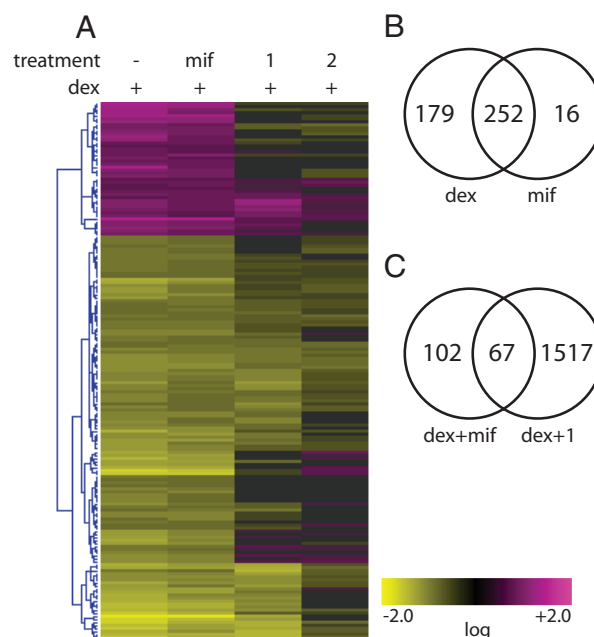 A
treatment - mif 1 2
dex + + + +
B
179 252 16
dex mif
C
102 67 1517
dex+mif dex+1
-2.0 +2.0
log